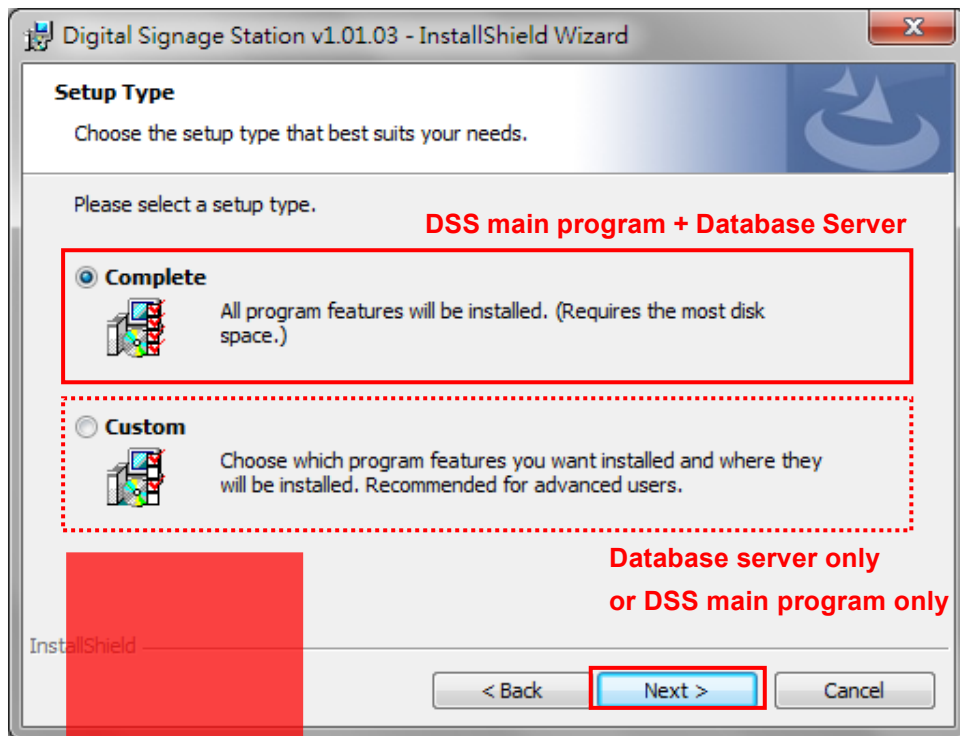 Digital Signage Station v1.01.03 - InstallShield Wizard
Setup Type
Choose the setup type that best suits your needs.
Please select a setup type.
DSS main program + Database Server
Complete
All program features will be installed. (Requires the most disk
space.)
Custom
Choose which program features you want installed and where they
will be installed. Recommended for advanced users.
Database server only
or DSS main program only
InstallShield
< Back
Next >
Cancel